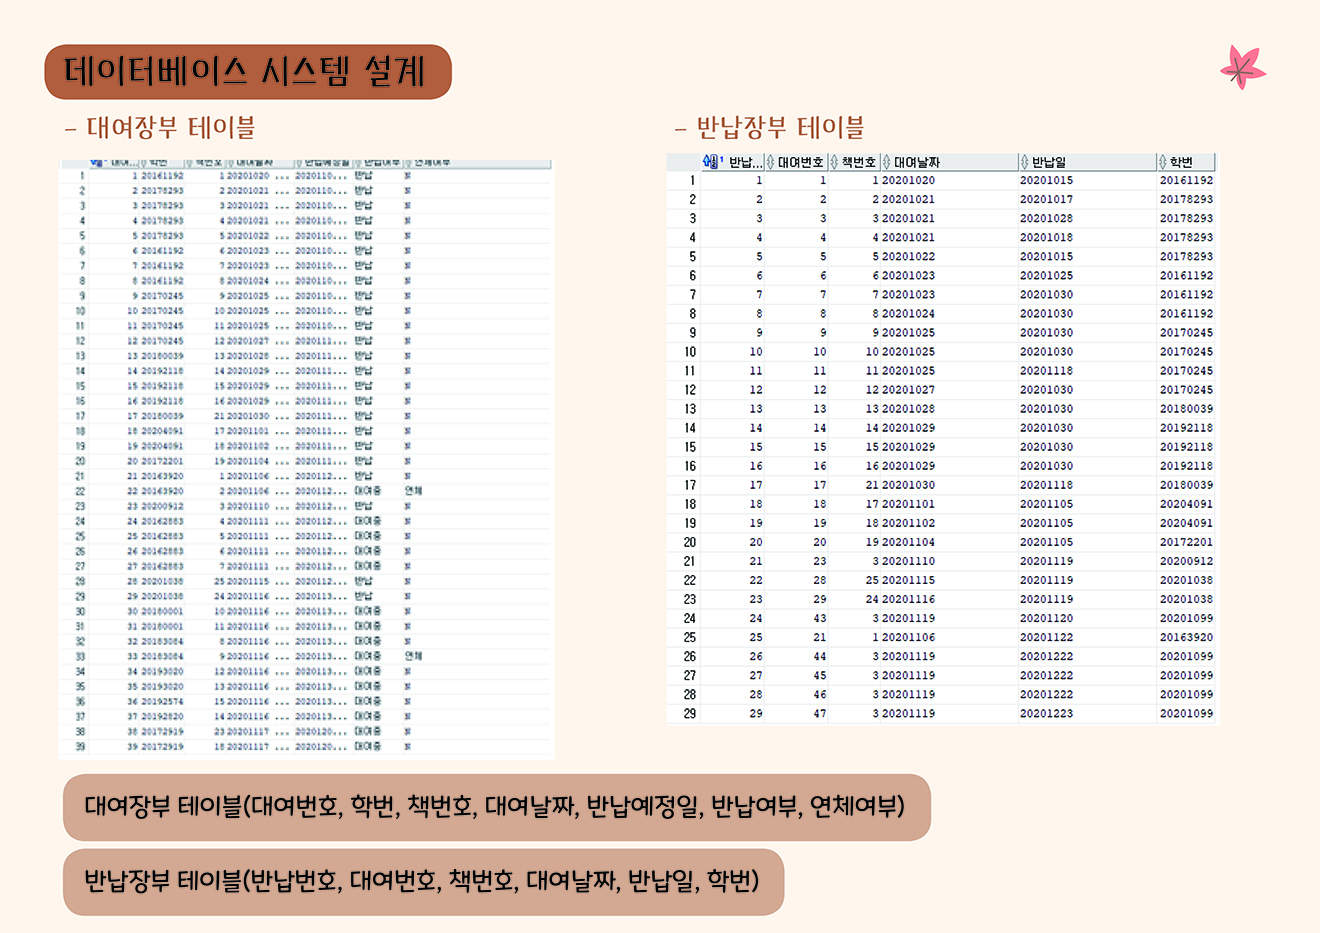 데이터베이스 시스템 설계
- 대여장부 테이블
대여... 학번 책번호 대여날짜 반납예정일 반납여부 연체여부
1 1 20161192 1 20201020 ... 2020110... 반납 N
2 2 20178293 2 20201021 ... 2020110... 반납 N
3 3 20178293 3 20201021 ... 2020110... 반납 N
4 4 20178293 4 20201021 ... 2020110... 반납 N
5 5 20178293 5 20201022 ... 2020110... 반납 N
6 6 20161192 6 20201023 ... 2020110... 반납 N
7 7 20161192 7 20201023 ... 2020110... 반납 N
8 8 20161192 8 20201024 ... 2020110... 반납 N
9 9 20170245 9 20201025 ... 2020110... 반납 N
10 10 20170245 10 20201025 ... 2020110... 반납 N
11 11 20170245 11 20201025 ... 2020110... 반납 N
12 12 20170245 12 20201027 ... 2020111... 반납 N
13 13 20180039 13 20201028 ... 2020111... 반납 N
14 14 20192118 14 20201029 ... 2020111... 반납 N
15 15 20192118 15 20201029 ... 2020111... 반납 N
16 16 20192118 16 20201029 ... 2020111... 반납 N
17 17 20180039 21 20201030 ... 2020111... 반납 N
18 18 20204091 17 20201101 ... 2020111... 반납 N
19 19 20204091 18 20201102 ... 2020111... 반납 N
20 20 20172201 19 20201104 ... 2020111... 반납 N
21 21 20163920 1 20201106 ... 2020112... 반납 N
22 22 20163920 2 20201106 ... 2020112... 대여중 연체
23 23 20200912 3 20201110 ... 2020112... 반납 N
24 24 20162883 4 20201111 ... 2020112... 대여중 N
25 25 20162883 5 20201111 ... 2020112... 대여중 N
26 26 20162883 6 20201111 ... 2020112... 대여중 N
27 27 20162883 7 20201111 ... 2020112... 대여중 N
28 28 20201038 25 20201115 ... 2020112... 반납 N
29 29 20201038 24 20201116 ... 2020113... 반납 N
30 30 20180001 10 20201116 ... 2020113... 대여중 N
31 31 20180001 11 20201116 ... 2020113... 대여중 N
32 32 20183084 8 20201116 ... 2020113... 대여중 N
33 33 20183084 9 20201116 ... 2020113... 대여중 연체
34 34 20193020 12 20201116 ... 2020113... 대여중 N
35 35 20193020 13 20201116 ... 2020113... 대여중 N
36 36 20192574 15 20201116 ... 2020113... 대여중 N
37 37 20192820 14 20201116 ... 2020113... 대여중 N
38 38 20172919 23 20201117 ... 2020120... 대여중 N
39 39 20172919 18 20201117 ... 2020120... 대여중 N
- 반납장부 테이블
1 반납... 대여번호 책번호 대여날짜 반납일 학번
1 1 1 1 20201020 20201015 20161192
2 2 2 2 20201021 20201017 20178293
3 3 3 3 20201021 20201028 20178293
4 4 4 4 20201021 20201018 20178293
5 5 5 5 20201022 20201015 20178293
6 6 6 6 20201023 20201025 20161192
7 7 7 7 20201023 20201030 20161192
8 8 8 8 20201024 20201030 20161192
9 9 9 9 20201025 20201030 20170245
10 10 10 10 20201025 20201030 20170245
11 11 11 11 20201025 20201118 20170245
12 12 12 12 20201027 20201030 20170245
13 13 13 13 20201028 20201030 20180039
14 14 14 14 20201029 20201030 20192118
15 15 15 15 20201029 20201030 20192118
16 16 16 16 20201029 20201030 20192118
17 17 17 21 20201030 20201118 20180039
18 18 18 17 20201101 20201105 20204091
19 19 19 18 20201102 20201105 20204091
20 20 20 19 20201104 20201105 20172201
21 21 23 3 20201110 20201119 20200912
22 22 28 25 20201115 20201119 20201038
23 23 29 24 20201116 20201119 20201038
24 24 43 3 20201119 20201120 20201099
25 25 21 1 20201106 20201122 20163920
26 26 44 3 20201119 20201222 20201099
27 27 45 3 20201119 20201222 20201099
28 28 46 3 20201119 20201222 20201099
29 29 47 3 20201119 20201223 20201099
대여장부 테이블(대여번호, 학번, 책번호, 대여날짜, 반납예정일, 반납여부, 연체여부)
반납장부 테이블(반납번호, 대여번호, 책번호, 대여날짜, 반납일, 학번)